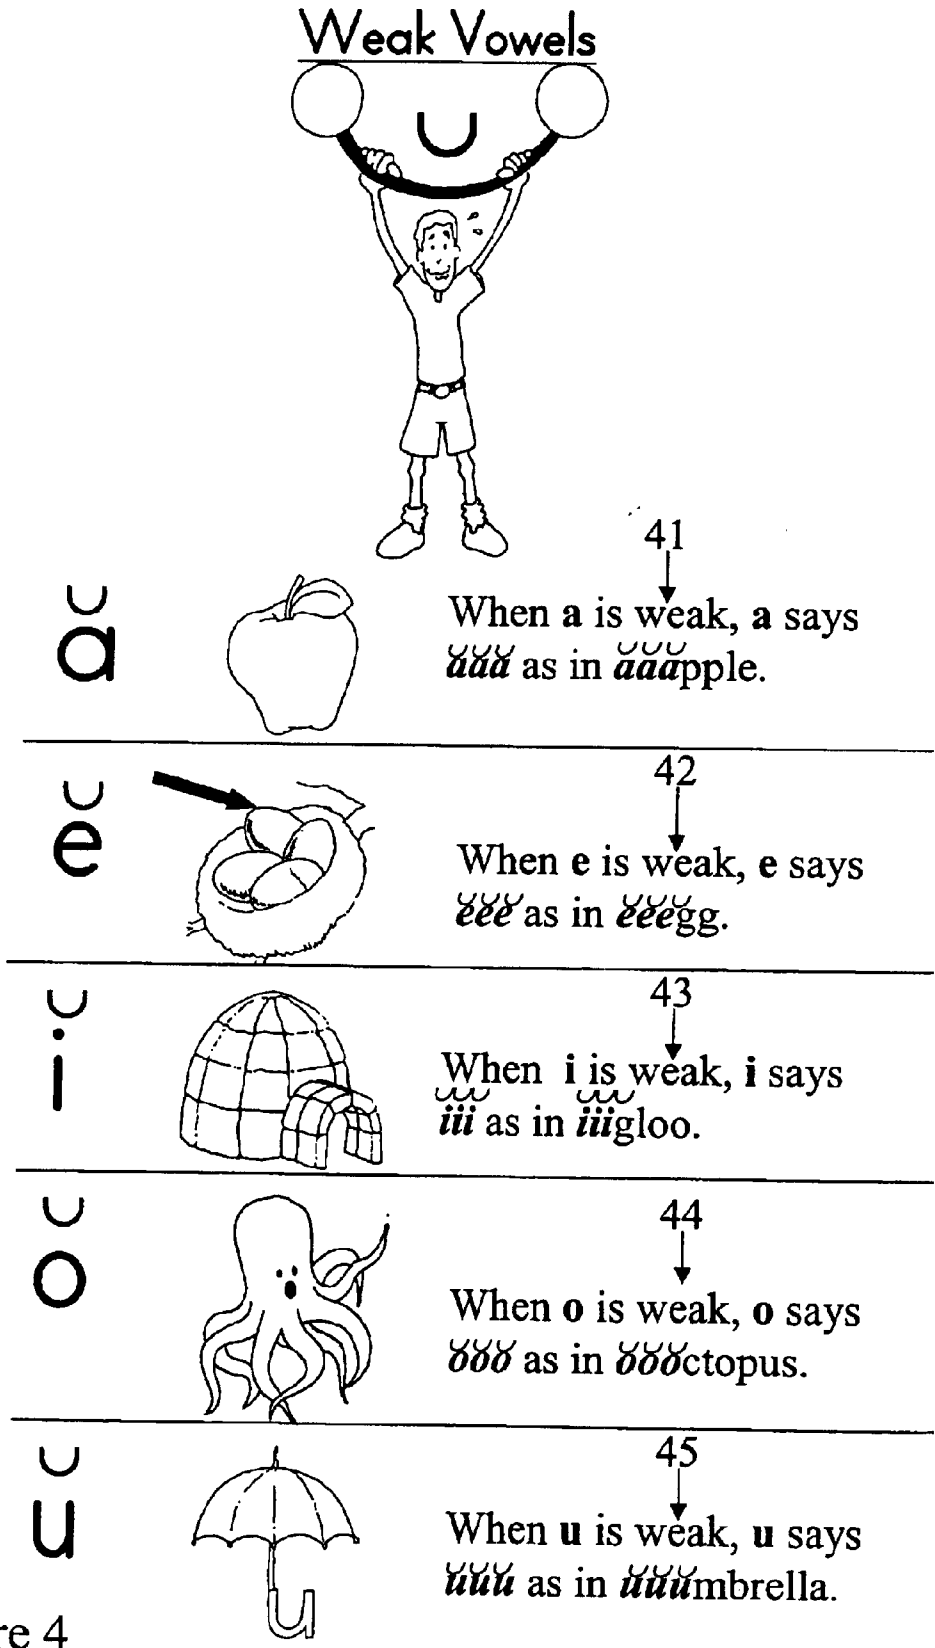 Weak Vowels
˘
41
ă
When a is weak, a says
ăăă as in ăăăpple.
42
ĕ
When e is weak, e says
ĕĕĕ as in ĕĕĕgg.
43
ĭ
When i is weak, i says
ĭĭĭ as in ĭĭĭgloo.
44
ŏ
When o is weak, o says
ŏŏŏ as in ŏŏŏctopus.
45
ŭ
When u is weak, u says
ŭŭŭ as in ŭŭŭmbrella.
re 4